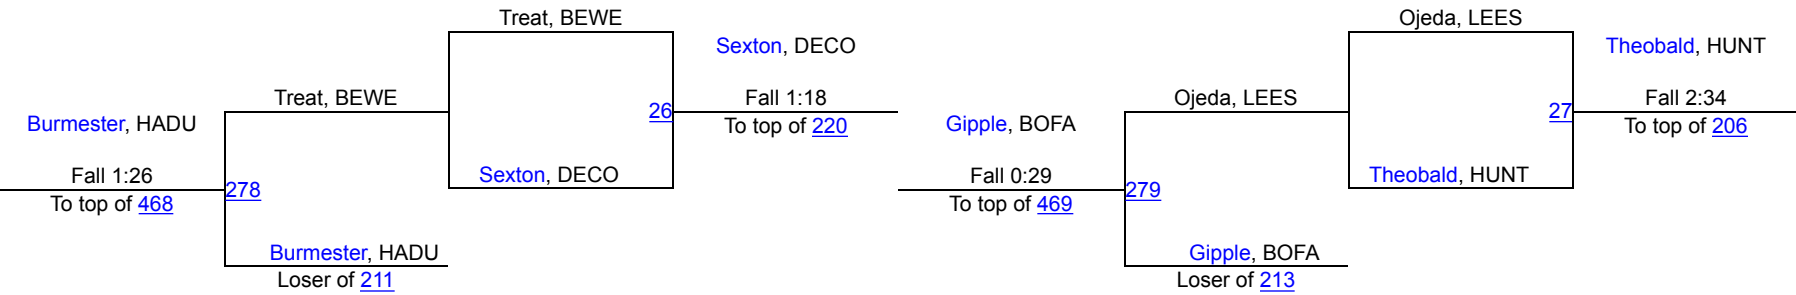 Treat, BEWE
Sexton, DECO
Treat, BEWE
Fall 1:18
26
To top of 220
Burmester, HADU
Fall 1:26
Sexton, DECO
278
To top of 468
Burmester, HADU
Loser of 211
Ojeda, LEES
Theobald, HUNT
Ojeda, LEES
Fall 2:34
27
To top of 206
Gipple, BOFA
Fall 0:29
Theobald, HUNT
279
To top of 469
Gipple, BOFA
Loser of 213